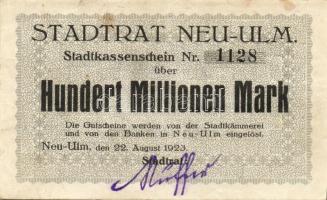 STADTRAT NEU-ULM.
Stadtkassenschein Nr. 1128
über
Hundert Millionen Mark
Die Gutscheine werden von der Stadtkämmerei
und von den Banken in Neu-Ulm eingelöst.
Neu-Ulm, den 22. August 1923.
Stadtrat: